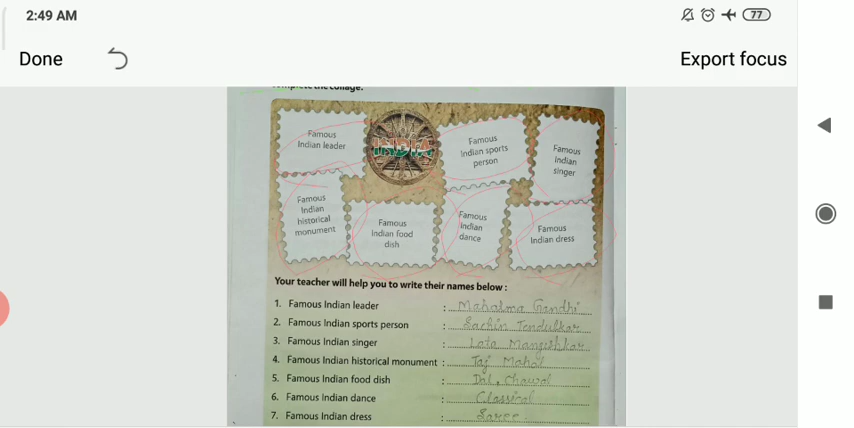 2:49 AM
77
Done
Export focus
complete the collage.
Famous
Indian leader
INDIA
Famous
Indian sports
person
Famous
Indian
singer
Famous
Indian
historical
monument
Famous
Indian food
dish
Famous
Indian
dance
Famous
Indian dress
Your teacher will help you to write their names below :
1. Famous Indian leader : Mahatma Gandhi
2. Famous Indian sports person : Sachin Tendulkar
3. Famous Indian singer : Lata Mangishkar
4. Famous Indian historical monument : Taj Mahal
5. Famous Indian food dish : Dal, Chawal
6. Famous Indian dance : Classical
7. Famous Indian dress : Saree